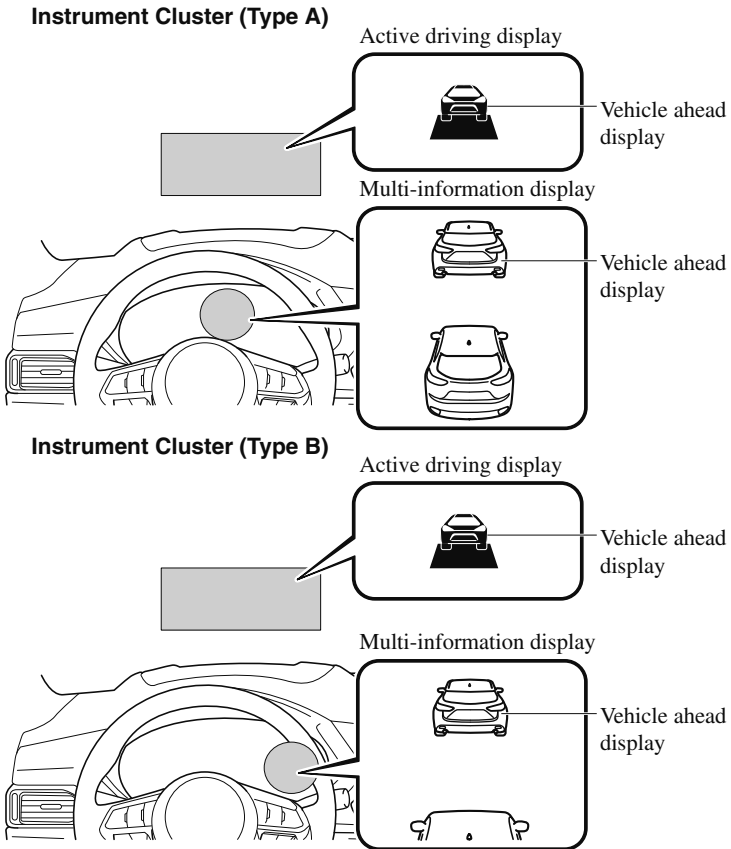 Instrument Cluster (Type A)
Active driving display
Vehicle ahead
display
Multi-information display
Vehicle ahead
display
Instrument Cluster (Type B)
Active driving display
Vehicle ahead
display
Multi-information display
Vehicle ahead
display